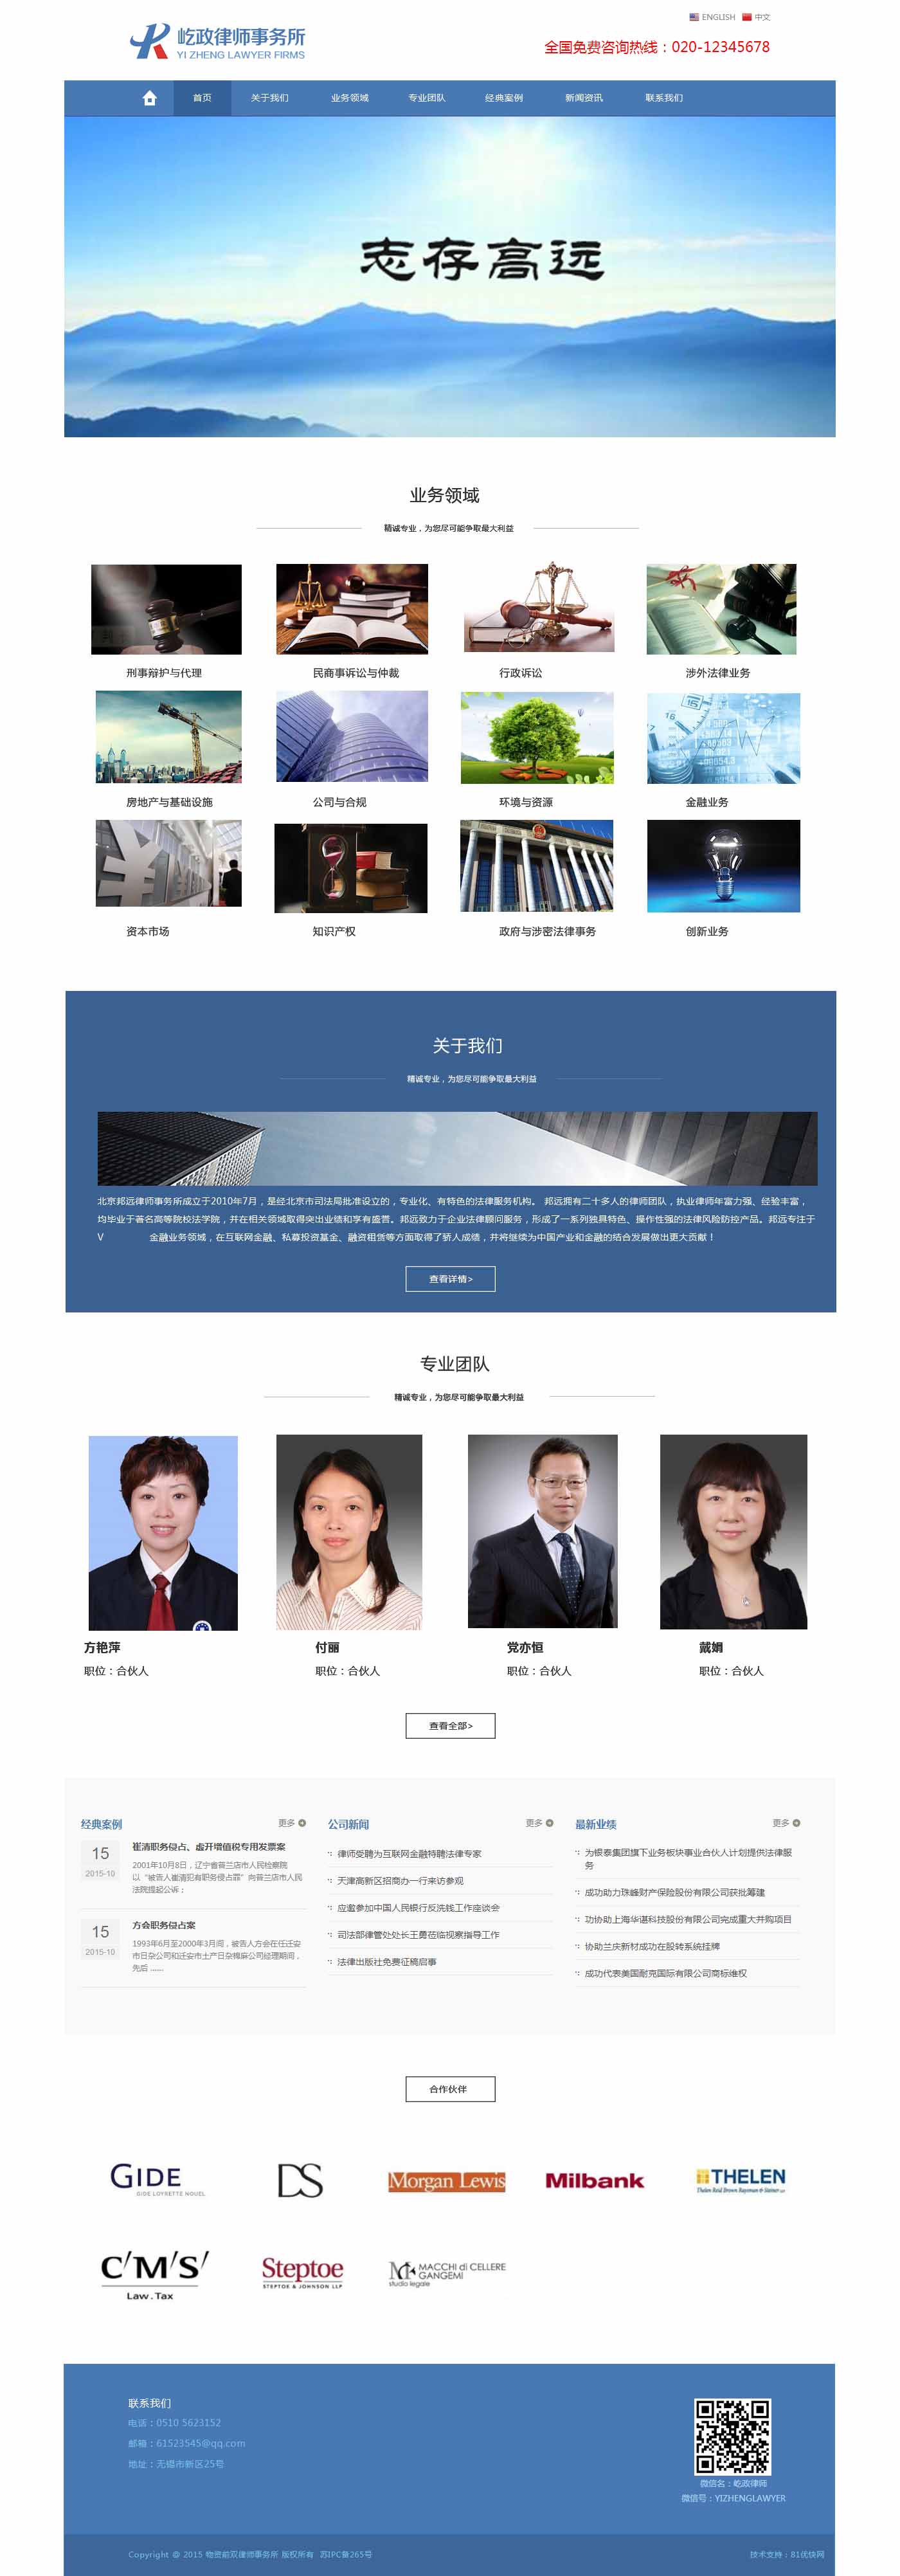 ENGLISH 中文
屹政律师事务所
YI ZHENG LAWYER FIRMS
全国免费咨询热线：020-12345678
首页 关于我们 业务领域 专业团队 经典案例 新闻资讯 联系我们
志存高远
业务领域
精诚专业，为您尽可能争取最大利益
刑事辩护与代理 民商事诉讼与仲裁 行政诉讼 涉外法律业务
房地产与基础设施 公司与合规 环境与资源 金融业务
资本市场 知识产权 政府与涉密法律事务 创新业务
关于我们
精诚专业，为您尽可能争取最大利益
北京邦远律师事务所成立于2010年7月，是经北京市司法局批准设立的，专业化、有特色的法律服务机构。 邦远拥有二十多人的律师团队，执业律师年富力强、经验丰富，
均毕业于著名高等院校法学院，并在相关领域取得突出业绩和享有盛誉。邦远致力于企业法律顾问服务，形成了一系列独具特色、操作性强的法律风险防控产品。邦远专注于
V 金融业务领域，在互联网金融、私募投资基金、融资租赁等方面取得了骄人成绩，并将继续为中国产业和金融的结合发展做出更大贡献！
查看详情>
专业团队
精诚专业，为您尽可能争取最大利益
方艳萍 付丽 党亦恒 戴娟
职位：合伙人 职位：合伙人 职位：合伙人 职位：合伙人
查看全部>
经典案例 更多
15
2015-10
崔清职务侵占、虚开增值税专用发票案
2001年10月8日，辽宁省普兰店市人民检察院
以“被告人崔清犯有职务侵占罪”向普兰店市人民
法院提起公诉；
15
2015-10
方会职务侵占案
1993年6月至2000年3月间，被告人方会在任迁安
市日杂公司和迁安市土产日杂棉麻公司经理期间，
先后 ......
公司新闻 更多
律师受聘为互联网金融特聘法律专家
天津高新区招商办一行来访参观
应邀参加中国人民银行反洗钱工作座谈会
司法部律管处处长王勇莅临视察指导工作
法律出版社免费征稿启事
最新业绩 更多
为银泰集团旗下业务板块事业合伙人计划提供法律服
务
成功助力珠峰财产保险股份有限公司获批筹建
功协助上海华谌科技股份有限公司完成重大并购项目
协助兰庆新材成功在股转系统挂牌
成功代表美国耐克国际有限公司商标维权
合作伙伴
GIDE
GIDE LOYRETTE NOUEL
DS
Morgan Lewis
Milbank
THELEN
Thelen Reid Brown Raysman & Steiner LLP
C'M'S'
Law.Tax
Steptoe
STEPTOE & JOHNSON LLP
MACCHI di CELLERE
GANGEMI
studio legale
联系我们
电话：0510 5623152
邮箱：61523545@qq.com
地址：无锡市新区25号
微信名：屹政律师
微信号：YIZHENGLAWYER
Copyright @ 2015 物资前双律师事务所 版权所有 苏IPC备265号
技术支持：81优快网